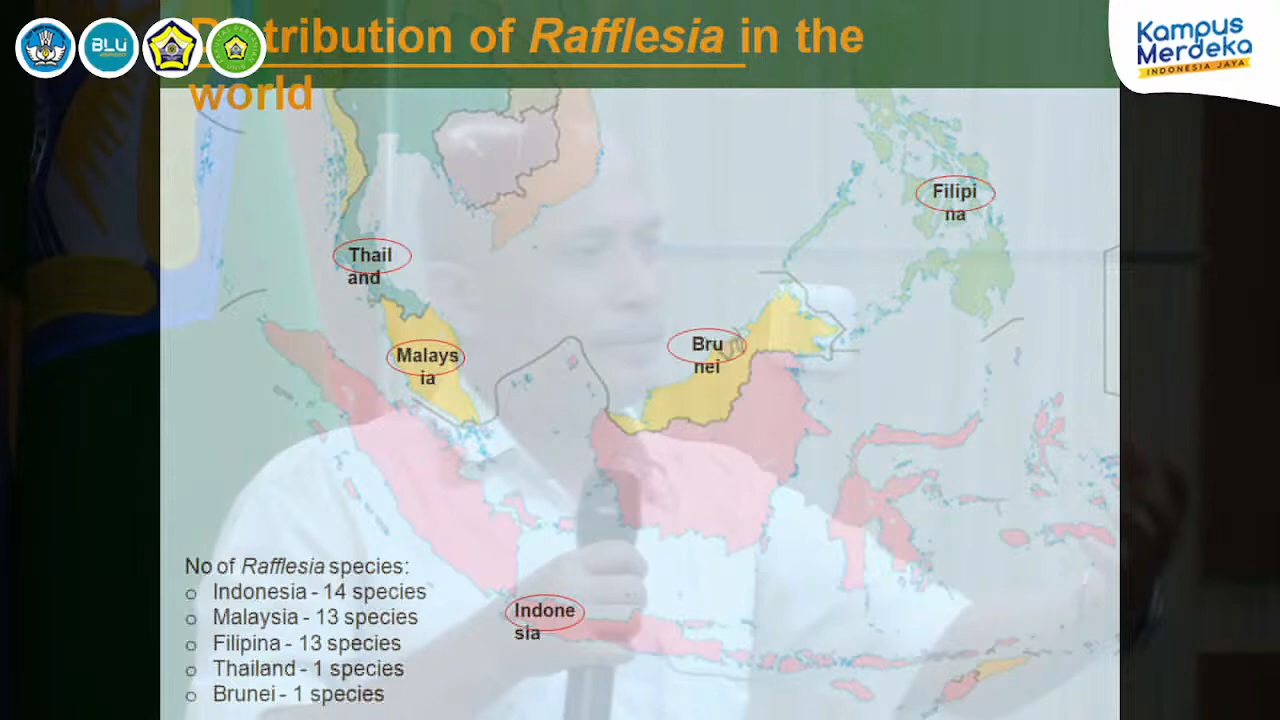 BLU
Distribution of Rafflesia in the
world
Kampus
Merdeka
INDONESIA JAYA
Filipi
na
Thail
and
Malays
ia
Bru
nei
No of Rafflesia species:
o Indonesia - 14 species
o Malaysia - 13 species
o Filipina - 13 species
o Thailand - 1 species
o Brunei - 1 species
Indone
sia